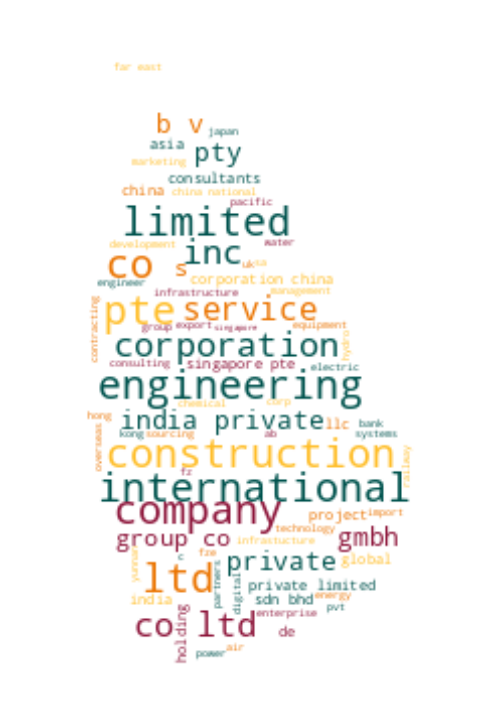 far east
b v
japan
asia
pty
marketing
consultants
china
china national
pacific
limited
development
water
inc
co
s
uk
sa
engineer
corporation china
infrastructure
management
contracting
pte
service
group
export
singapore
equipment
hydro
corporation
consulting
singapore pte
electric
engineering
chemical
corp
hong
india private
llc
bank
kong
sourcing
ab
systems
overseas
construction
railway
fz
international
company
project
import
technology
group co
infrastucture
gmbh
yunnan
c
fze
private
global
ltd
partners
digital
private limited
india
sdn bhd
energy
pvt
enterprise
co ltd
holding
de
air
power